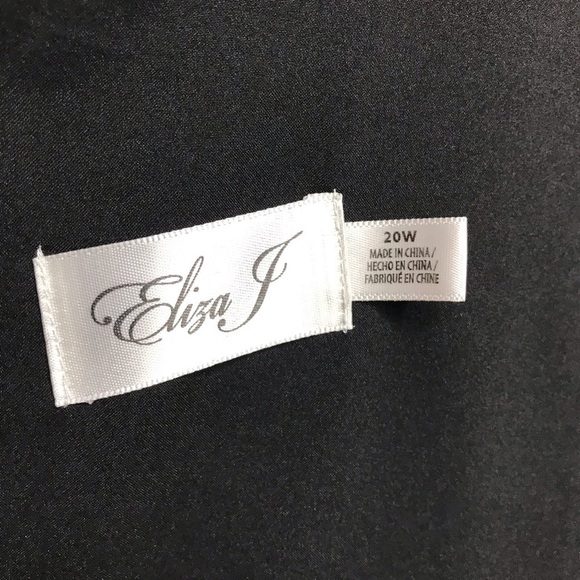 Eliza J
20W
MADE IN CHINA /
HECHO EN CHINA /
FABRIQUÉ EN CHINE